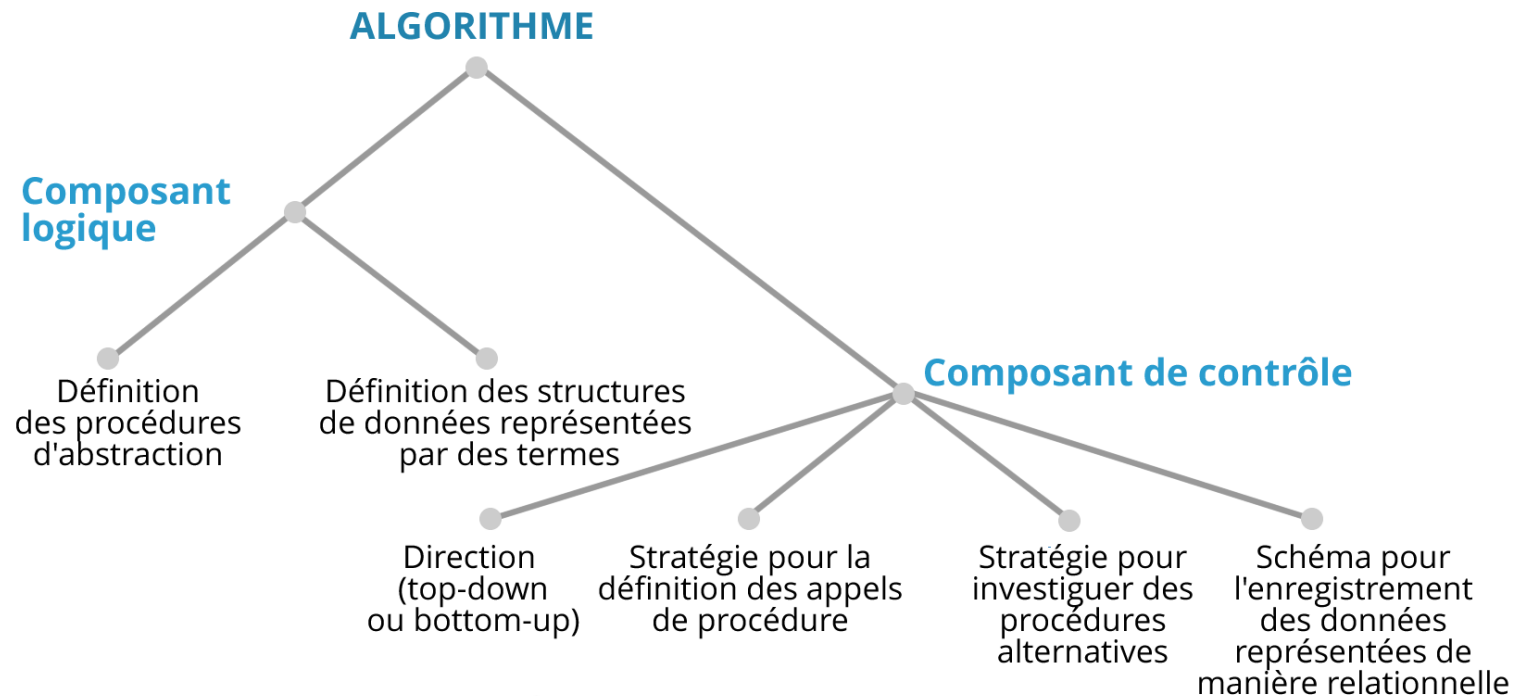 ALGORITHME
Composant
logique
Définition
des procédures
d'abstraction
Définition des structures
de données représentées
par des termes
Composant de contrôle
Direction
(top-down
ou bottom-up)
Stratégie pour la
définition des appels
de procédure
Stratégie pour
investiguer des
procédures
alternatives
Schéma pour
l'enregistrement
des données
représentées de
manière relationnelle